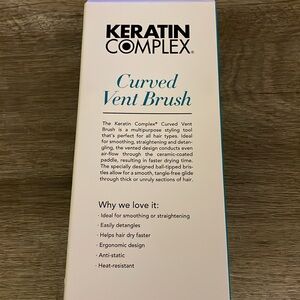 KERATIN
COMPLEX®
Curved
Vent Brush
The Keratin Complex® Curved Vent
Brush is a multipurpose styling tool
that's perfect for all hair types. Ideal
for smoothing, straightening and detan-
gling, the vented design conducts even
air-flow through the ceramic-coated
paddle, resulting in faster drying time.
The specially designed ball-tipped bris-
tles allow for a smooth, tangle-free glide
through thick or unruly sections of hair.
Why we love it:
· Ideal for smoothing or straightening
· Easily detangles
· Helps hair dry faster
· Ergonomic design
· Anti-static
· Heat-resistant